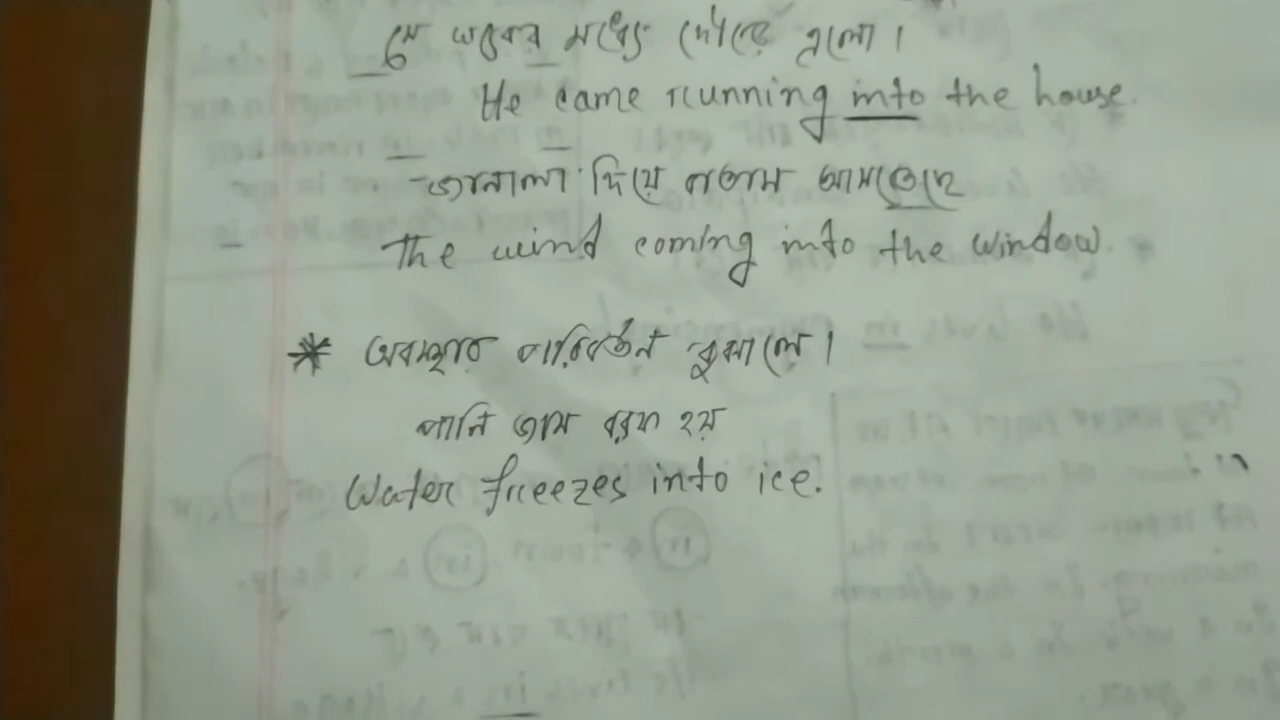 সে ঘরের মধ্যে দৌড়ে এলো।
He came running into the house.
জানালা দিয়ে বাতাস আসতেছে
The wind coming into the window.
* অবস্থার পরিবর্তন বুঝালে।
পানি জমে বরফ হয়
Water freezes into ice.